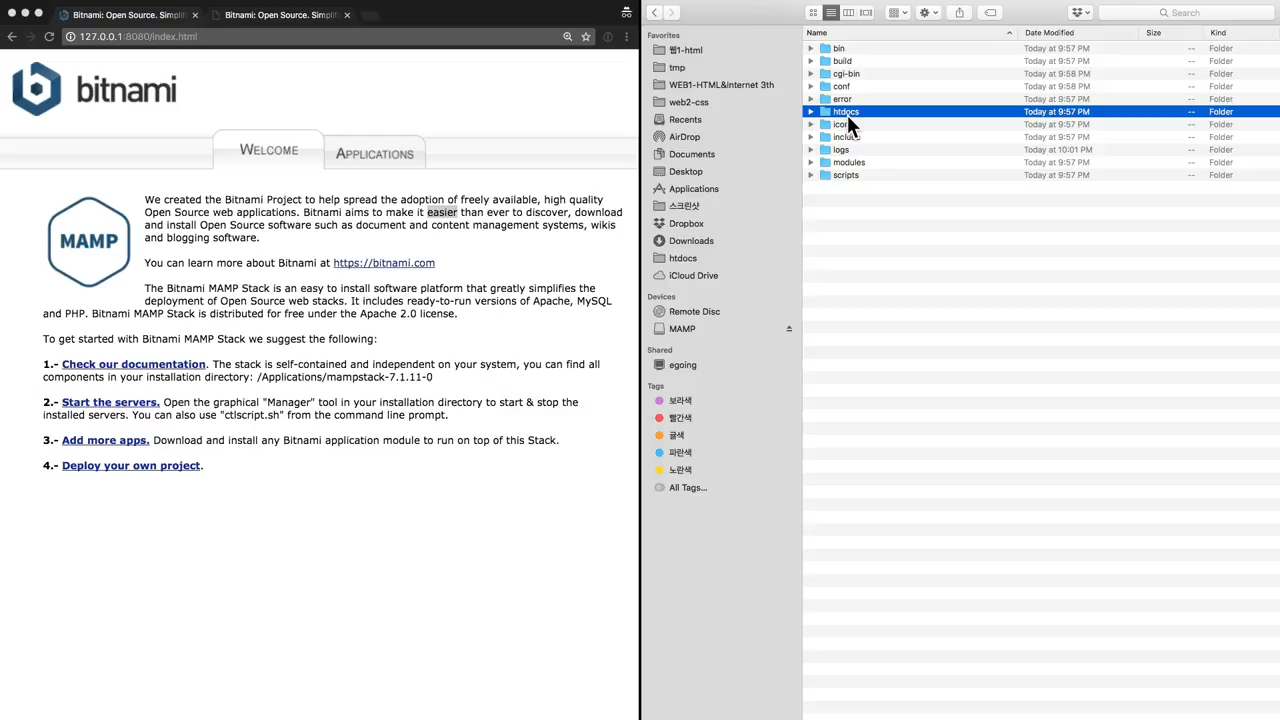 Bitnami: Open Source. Simplif
Bitnami: Open Source. Simplif
127.0.0.1:8080/index.html
bitnami
WELCOME
APPLICATIONS
MAMP
We created the Bitnami Project to help spread the adoption of freely available, high quality
Open Source web applications. Bitnami aims to make it easier than ever to discover, download
and install Open Source software such as document and content management systems, wikis
and blogging software.
You can learn more about Bitnami at https://bitnami.com
The Bitnami MAMP Stack is an easy to install software platform that greatly simplifies the
deployment of Open Source web stacks. It includes ready-to-run versions of Apache, MySQL
and PHP. Bitnami MAMP Stack is distributed for free under the Apache 2.0 license.
To get started with Bitnami MAMP Stack we suggest the following:
1.- Check our documentation. The stack is self-contained and independent on your system, you can find all
components in your installation directory: /Applications/mampstack-7.1.11-0
2.- Start the servers. Open the graphical "Manager" tool in your installation directory to start & stop the
installed servers. You can also use "ctlscript.sh" from the command line prompt.
3.- Add more apps. Download and install any Bitnami application module to run on top of this Stack.
4.- Deploy your own project.
Search
Favorites
웹1-html
tmp
WEB1-HTML&Internet 3th
web2-css
Recents
AirDrop
Documents
Desktop
Applications
스크린샷
Dropbox
Downloads
htdocs
iCloud Drive
Devices
Remote Disc
MAMP
Shared
egoing
Tags
보라색
빨간색
귤색
파란색
노란색
All Tags...
Name Date Modified Size Kind
bin Today at 9:57 PM -- Folder
build Today at 9:57 PM -- Folder
cgi-bin Today at 9:58 PM -- Folder
conf Today at 9:58 PM -- Folder
error Today at 9:57 PM -- Folder
htdocs Today at 9:57 PM -- Folder
Today at 9:57 PM -- Folder
Today at 9:57 PM -- Folder
logs Today at 10:01 PM -- Folder
modules Today at 9:57 PM -- Folder
scripts Today at 9:57 PM -- Folder